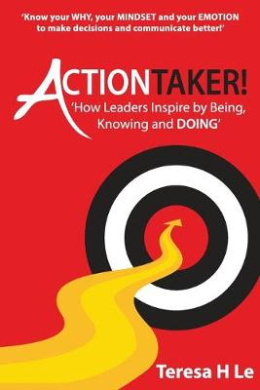 'Know your WHY, your MINDSET and your EMOTION
to make decisions and communicate better!'
ACTIONTAKER!
'How Leaders Inspire by Being,
Knowing and DOING'
Teresa H Le